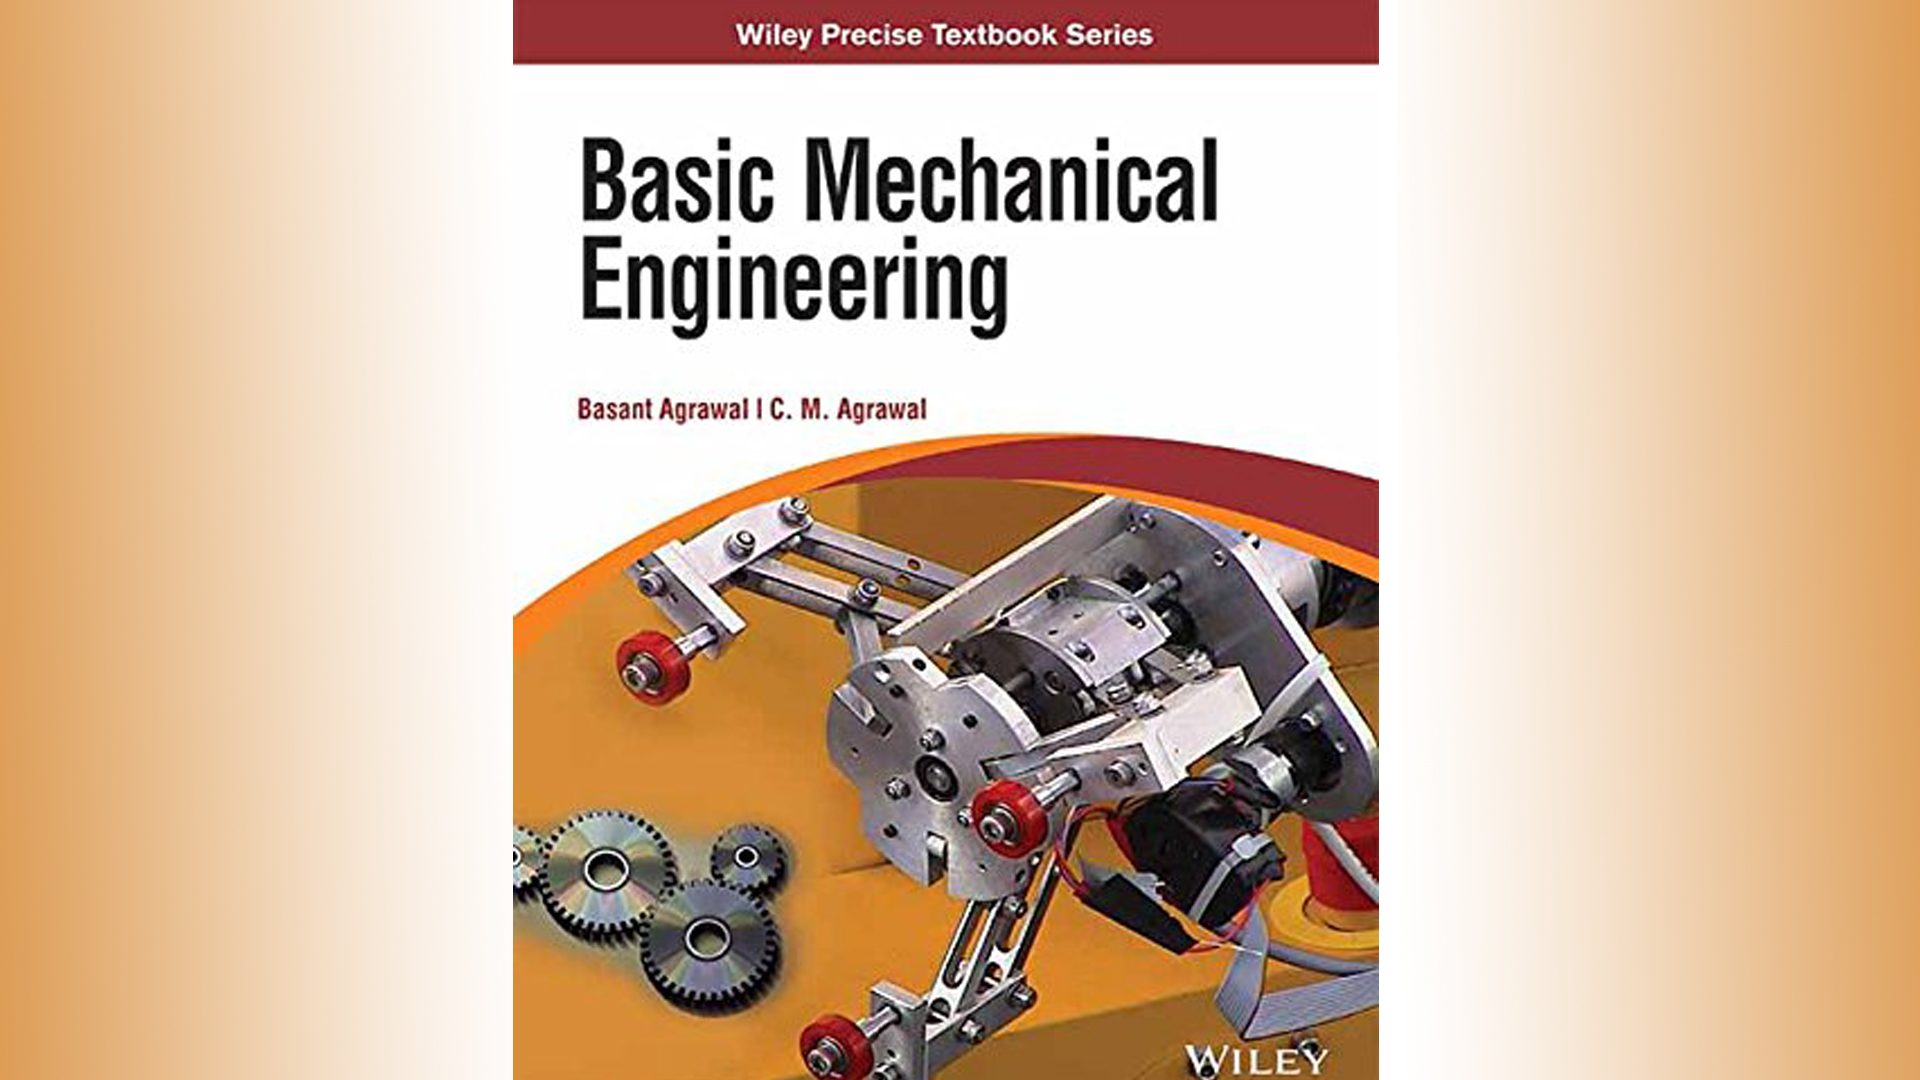 Wiley Precise Textbook Series
Basic Mechanical
Engineering
Basant Agrawal | C. M. Agrawal
WILEY